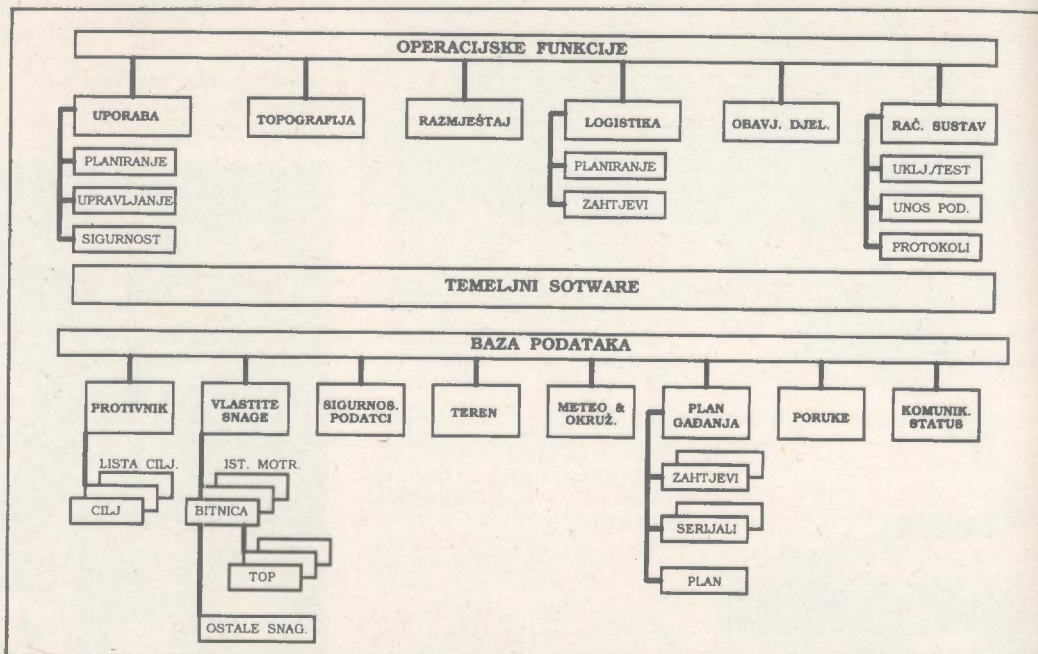 OPERACIJSKE FUNKCIJE
UPORABA
PLANIRANJE
UPRAVLJANJE
SIGURNOST
TOPOGRAFIJA
RAZMJEŠTAJ
LOGISTIKA
PLANIRANJE
ZAHTJEVI
OBAVJ. DJEL.
RAČ. SUSTAV
UKLJ./TEST
UNOS POD.
PROTOKOLI
TEMELJNI SOTWARE
BAZA PODATAKA
PROTIVNIK
LISTA CILJ.
CILJ
VLASTITE
SNAGE
IST. MOTR.
BITNICA
TOP
OSTALE SNAG.
SIGURNOS.
PODATCI
TEREN
METEO &
OKRUŽ.
PLAN
GAĐANJA
ZAHTJEVI
SERIJALI
PLAN
PORUKE
KOMUNIK.
STATUS